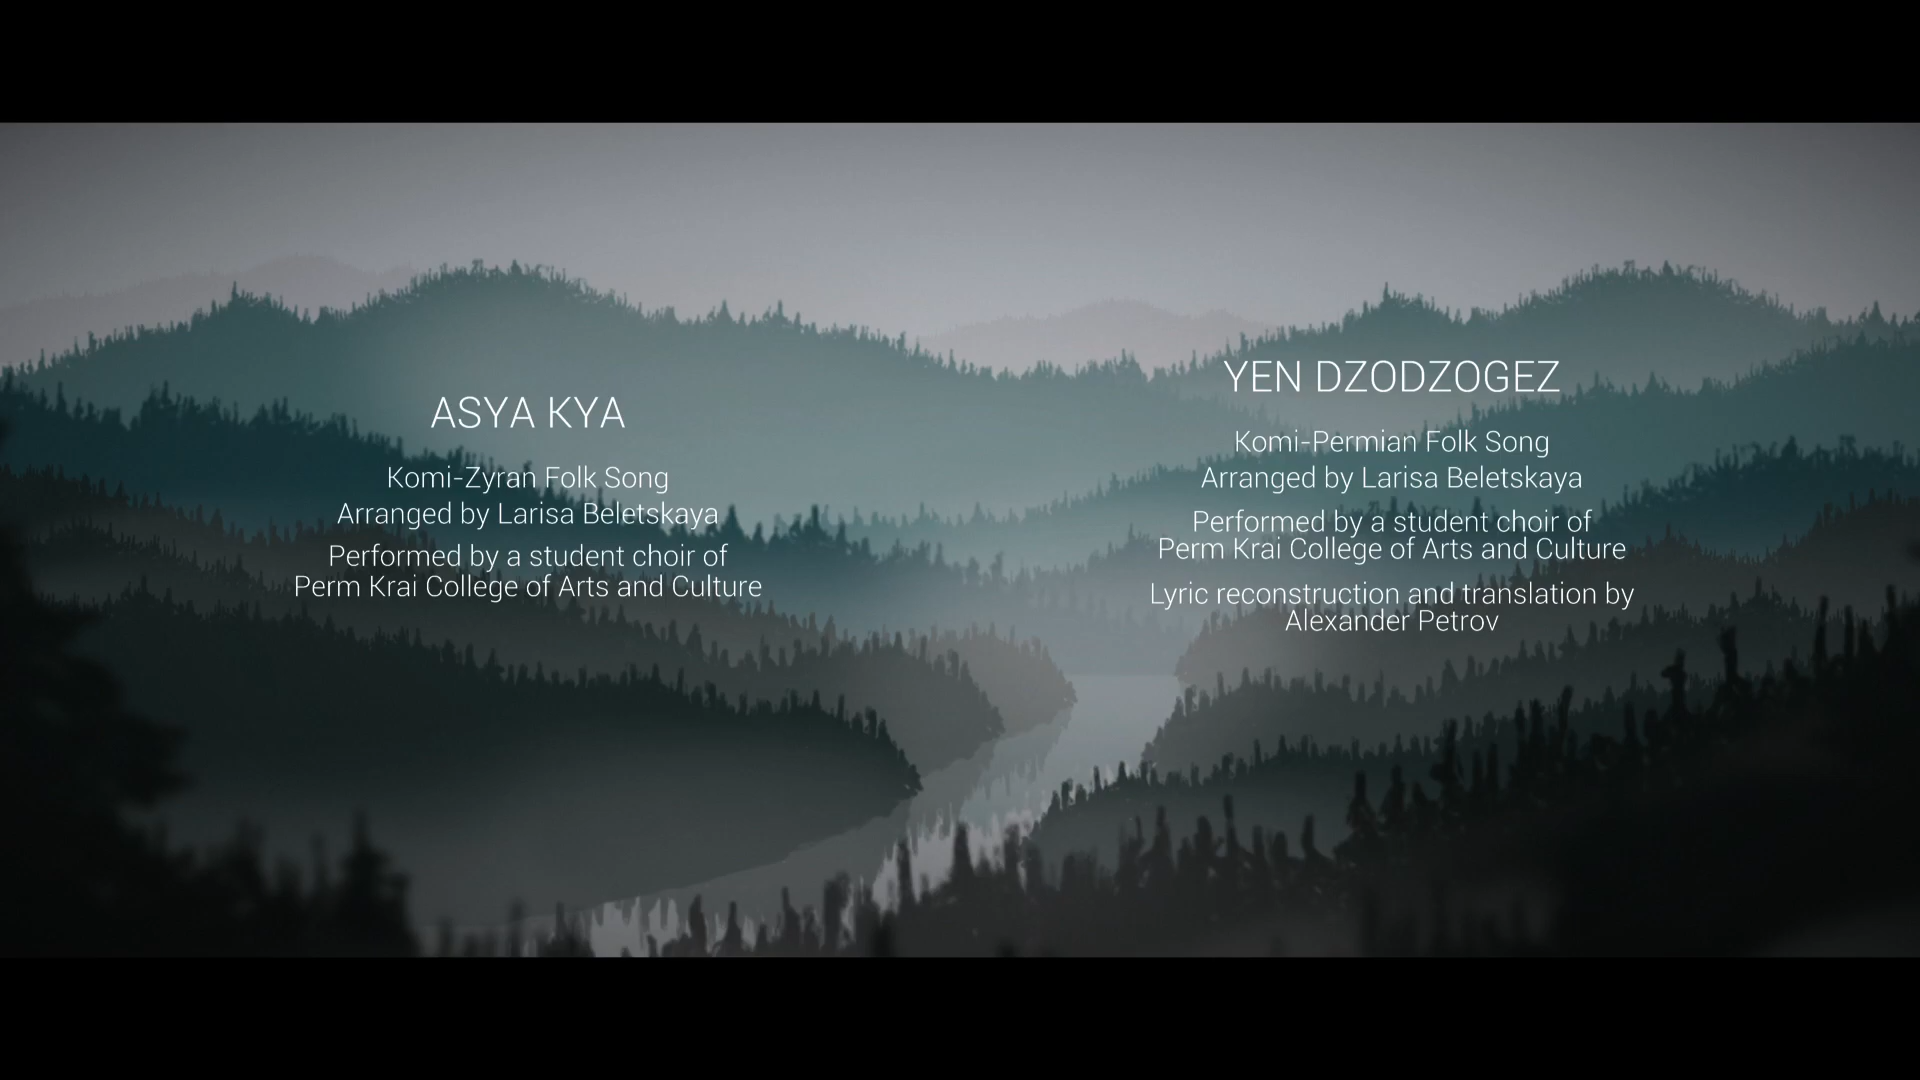 ASYA KYA
Komi-Zyran Folk Song
Arranged by Larisa Beletskaya
Performed by a student choir of
Perm Krai College of Arts and Culture
YEN DZODZOGEZ
Komi-Permian Folk Song
Arranged by Larisa Beletskaya
Performed by a student choir of
Perm Krai College of Arts and Culture
Lyric reconstruction and translation by
Alexander Petrov